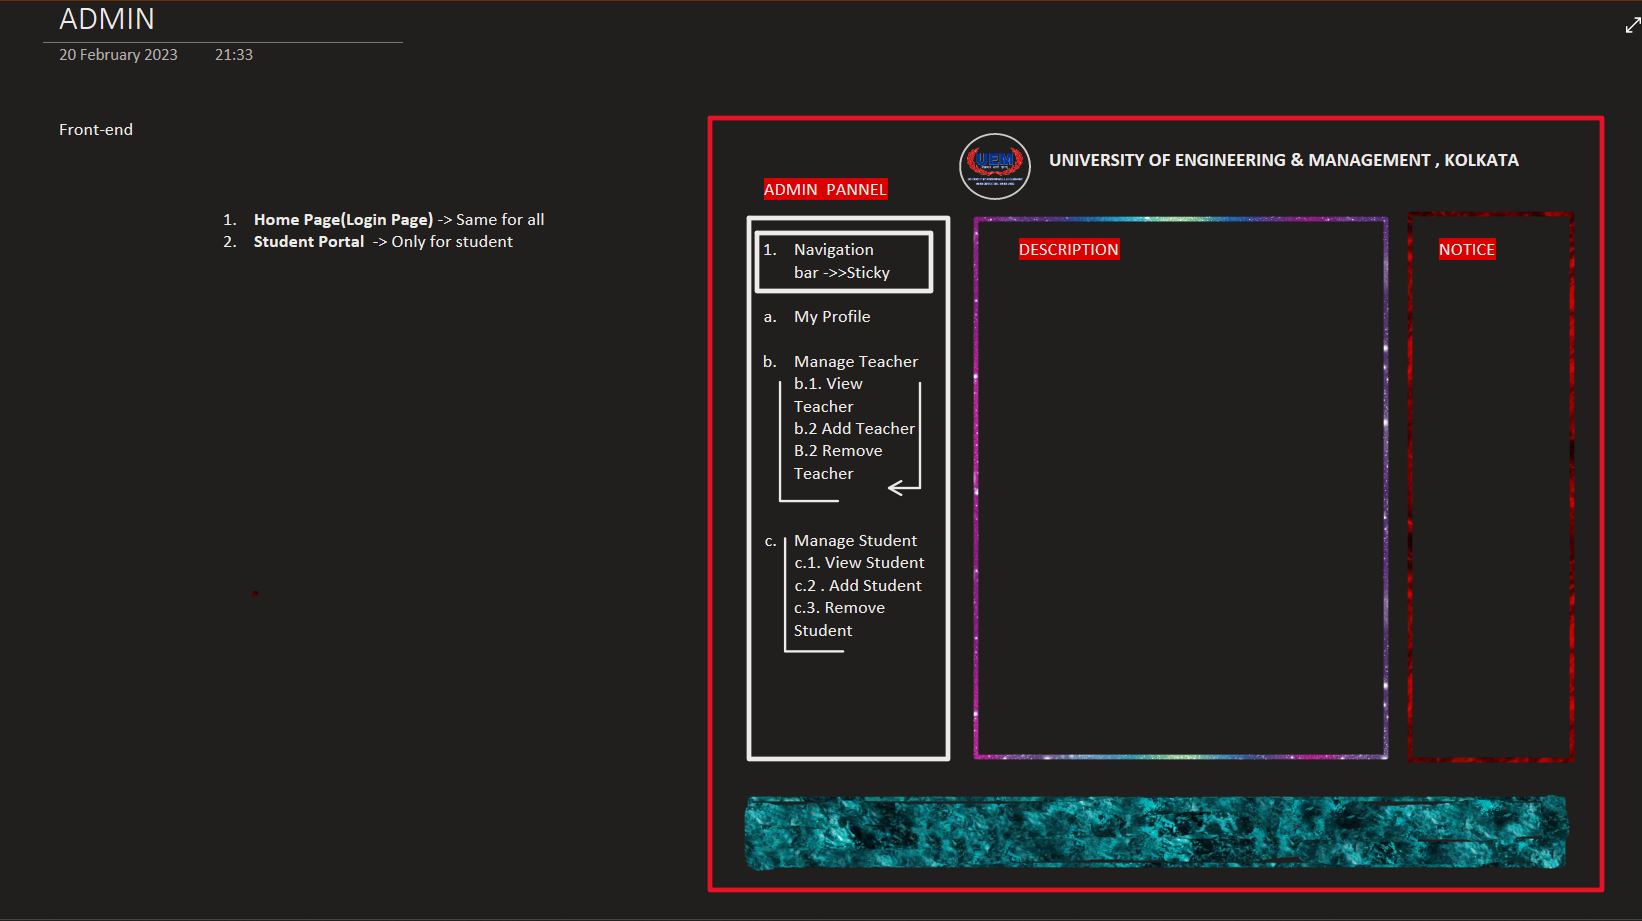 ADMIN
20 February 2023 21:33
Front-end
1. Home Page(Login Page) -> Same for all
2. Student Portal -> Only for student
UEM
UNIVERSITY OF ENGINEERING & MANAGEMENT , KOLKATA
ADMIN PANNEL
1. Navigation
bar ->>Sticky
a. My Profile
b. Manage Teacher
b.1. View
Teacher
b.2 Add Teacher
B.2 Remove
Teacher
c. Manage Student
c.1. View Student
c.2 . Add Student
c.3. Remove
Student
DESCRIPTION
NOTICE